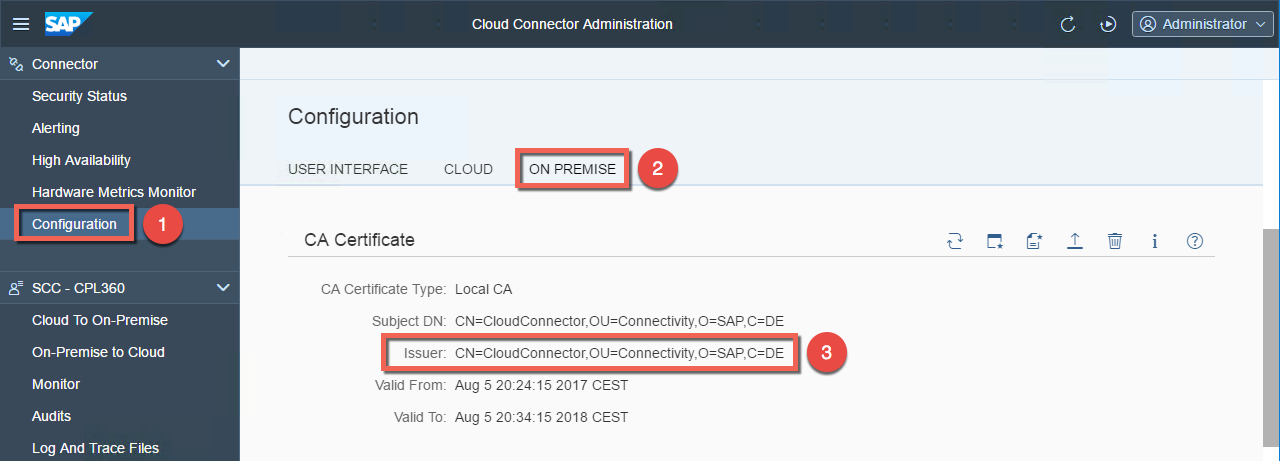 SAP Cloud Connector Administration Administrator
Connector
Security Status
Alerting
High Availability
Hardware Metrics Monitor
Configuration 1
SCC - CPL360
Cloud To On-Premise
On-Premise to Cloud
Monitor
Audits
Log And Trace Files
Configuration
USER INTERFACE CLOUD ON PREMISE 2
CA Certificate
CA Certificate Type: Local CA
Subject DN: CN=CloudConnector,OU=Connectivity,O=SAP,C=DE
Issuer: CN=CloudConnector,OU=Connectivity,O=SAP,C=DE 3
Valid From: Aug 5 20:24:15 2017 CEST
Valid To: Aug 5 20:34:15 2018 CEST